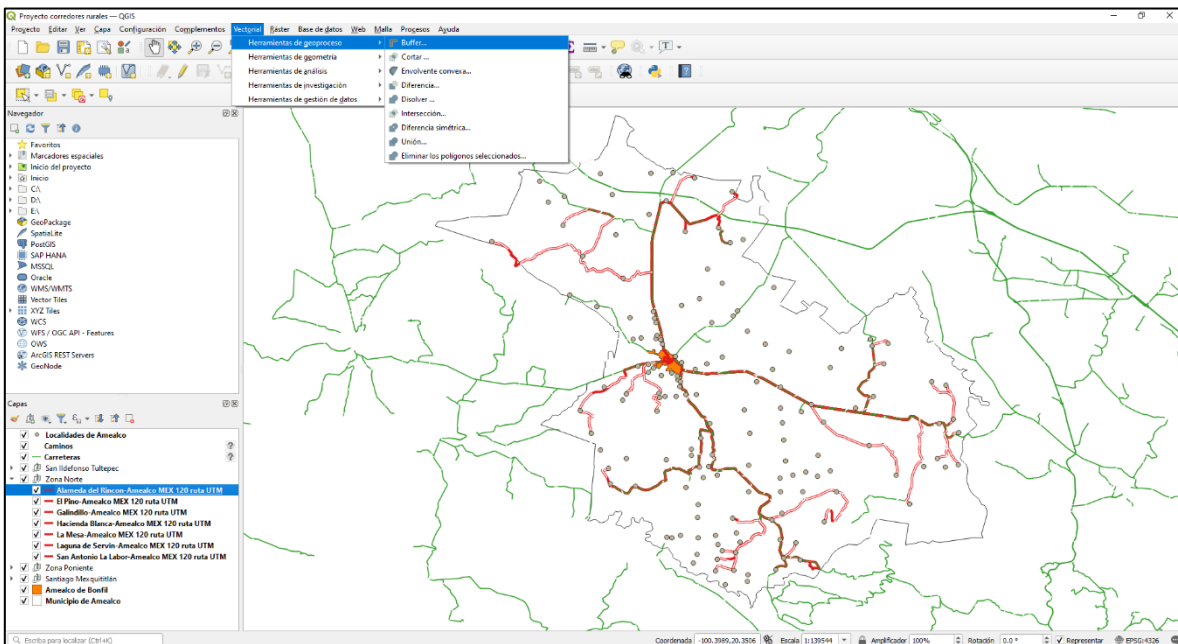 Proyecto corredores rurales — QGIS
Proyecto Editar Ver Capa Configuración Complementos Vectorial Ráster Base de datos Web Malla Procesos Ayuda
Herramientas de geoproceso
Herramientas de geometría
Herramientas de análisis
Herramientas de investigación
Herramientas de gestión de datos
Buffer...
Cortar ...
Envolvente convexa...
Diferencia...
Disolver ...
Intersección...
Diferencia simétrica...
Unión...
Eliminar los polígonos seleccionados...
Navegador
Favoritos
Marcadores espaciales
Inicio del proyecto
Inicio
C:\
D:\
E:\
GeoPackage
SpatiaLite
PostGIS
SAP HANA
MSSQL
Oracle
WMS/WMTS
Vector Tiles
XYZ Tiles
WCS
WFS / OGC API - Features
OWS
ArcGIS REST Servers
GeoNode
Capas
Localidades de Amealco
Caminos
Carreteras
San Ildefonso Tultepec
Zona Norte
Alameda del Rincon-Amealco MEX 120 ruta UTM
El Pino-Amealco MEX 120 ruta UTM
Galindillo-Amealco MEX 120 ruta UTM
Hacienda Blanca-Amealco MEX 120 ruta UTM
La Mesa-Amealco MEX 120 ruta UTM
Laguna de Servin-Amealco MEX 120 ruta UTM
San Antonio La Labor-Amealco MEX 120 ruta UTM
Zona Poniente
Santiago Mexquititlán
Amealco de Bonfil
Municipio de Amealco
Escriba para localizar (Ctrl+K)
Coordenada -100.3989,20.3506 Escala 1:139544 Amplificador 100% Rotación 0.0 ° Representar EPSG:4326